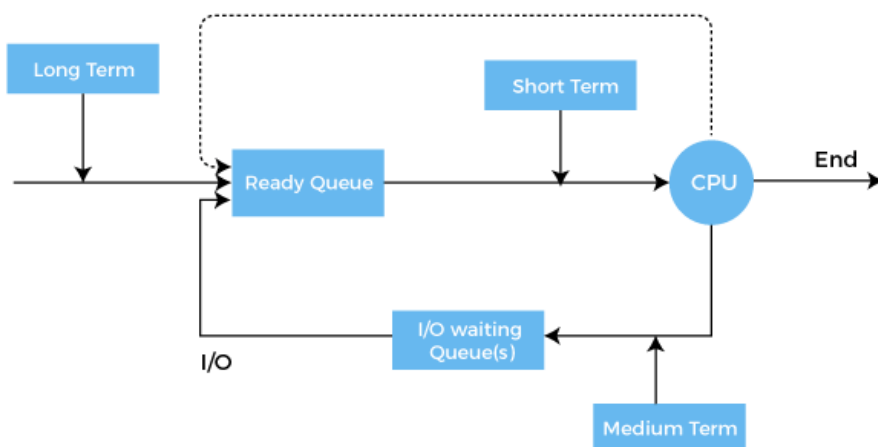 Long Term
Short Term
End
Ready Queue
CPU
I/O waiting
Queue(s)
I/O
Medium Term